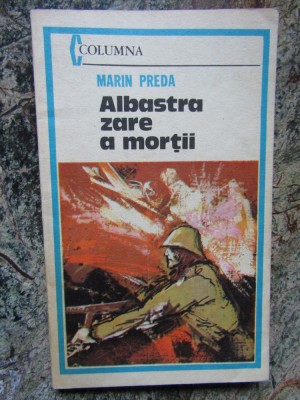 COLUMNA
MARIN PREDA
Albastra
zare
a morții